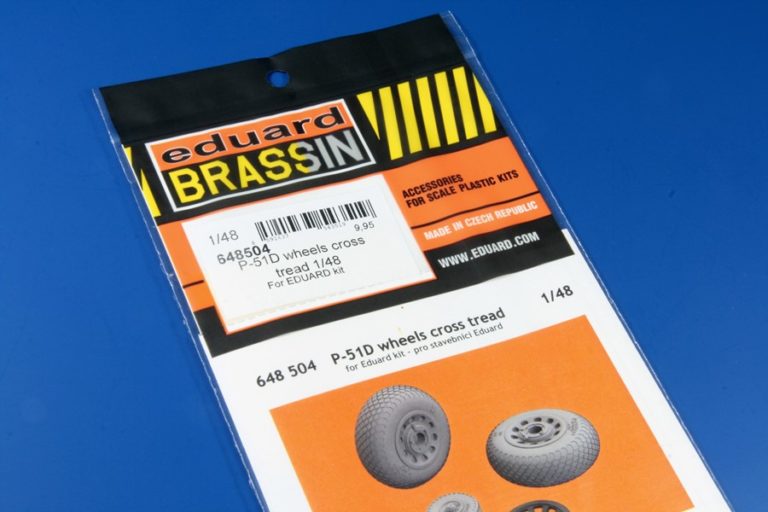 eduard
BRASSIN
ACCESSORIES
FOR SCALE PLASTIC KITS
MADE IN CZECH REPUBLIC
WWW.EDUARD.COM
1/48
9,95
648504
P-51D wheels cross
tread 1/48
For EDUARD kit
648 504 P-51D wheels cross tread 1/48
for Eduard kit - pro stavebnici Eduard